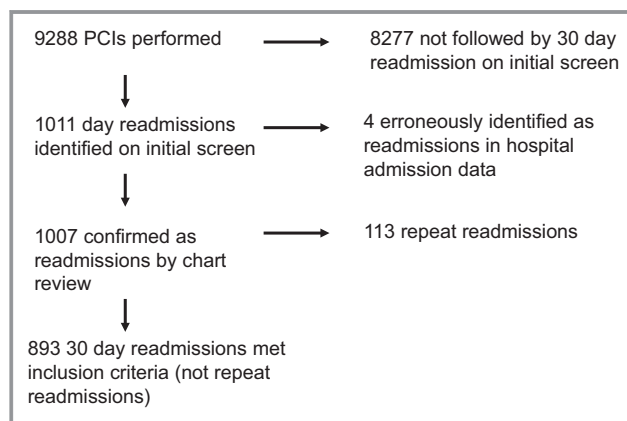 9288 PCIs performed
8277 not followed by 30 day
readmission on initial screen
1011 day readmissions
identified on initial screen
4 erroneously identified as
readmissions in hospital
admission data
1007 confirmed as
readmissions by chart
review
113 repeat readmissions
893 30 day readmissions met
inclusion criteria (not repeat
readmissions)